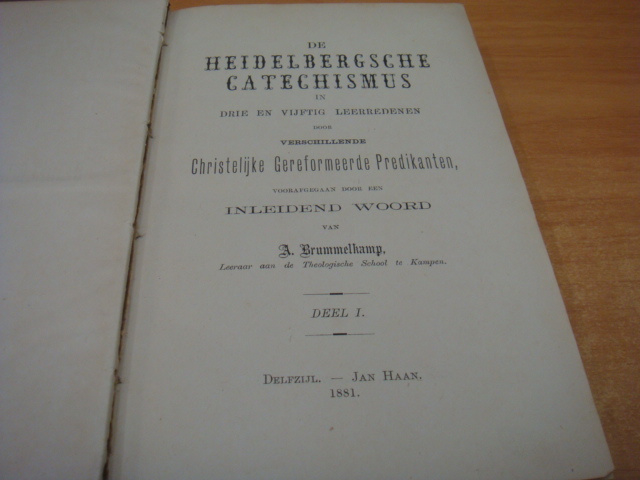 DE
HEIDELBERGSCHE
CATECHISMUS
IN
DRIE EN VIJFTIG LEERREDENEN
DOOR
VERSCHILLENDE
Christelijke Gereformeerde Predikanten,
VOORAFGEGAAN DOOR EEN
INLEIDEND WOORD
VAN
A. Brummelkamp,
Leeraar aan de Theologische School te Kampen.
DEEL I.
DELFZIJL. — JAN HAAN.
1881.